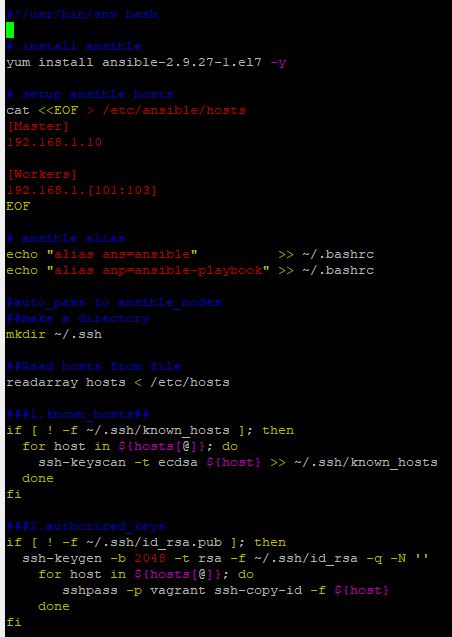 #!/usr/bin/env bash

# install ansible
yum install ansible-2.9.27-1.el7 -y

# setup ansible hosts
cat <<EOF > /etc/ansible/hosts
[Master]
192.168.1.10

[Workers]
192.168.1.[101:103]
EOF

# ansible alias
echo "alias ans=ansible"          >> ~/.bashrc
echo "alias anp=ansible-playbook" >> ~/.bashrc

#auto_pass to ansible_nodes
##make a directory
mkdir ~/.ssh

##Read hosts from file
readarray hosts < /etc/hosts

###1.known_hosts##
if [ ! -f ~/.ssh/known_hosts ]; then
  for host in ${hosts[@]}; do
    ssh-keyscan -t ecdsa ${host} >> ~/.ssh/known_hosts
  done
fi

###2.authorized_keys
if [ ! -f ~/.ssh/id_rsa.pub ]; then
  ssh-keygen -b 2048 -t rsa -f ~/.ssh/id_rsa -q -N ''
    for host in ${hosts[@]}; do
       sshpass -p vagrant ssh-copy-id -f ${host}
    done
fi